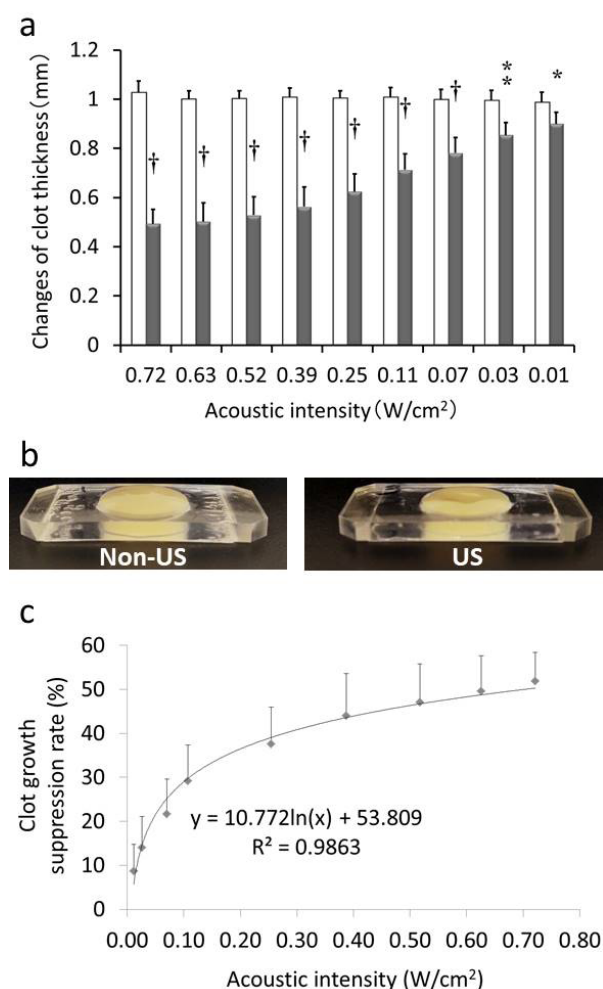 a
Changes of clot thickness (mm)
1.2
1
0.8
0.6
0.4
0.2
0
† † † † † † † ** *
0.72 0.63 0.52 0.39 0.25 0.11 0.07 0.03 0.01
Acoustic intensity (W/cm²)
b
Non-US US
c
Clot growth
suppression rate (%)
60
50
40
30
20
10
0
y = 10.772ln(x) + 53.809
R² = 0.9863
0.00 0.10 0.20 0.30 0.40 0.50 0.60 0.70 0.80
Acoustic intensity (W/cm²)